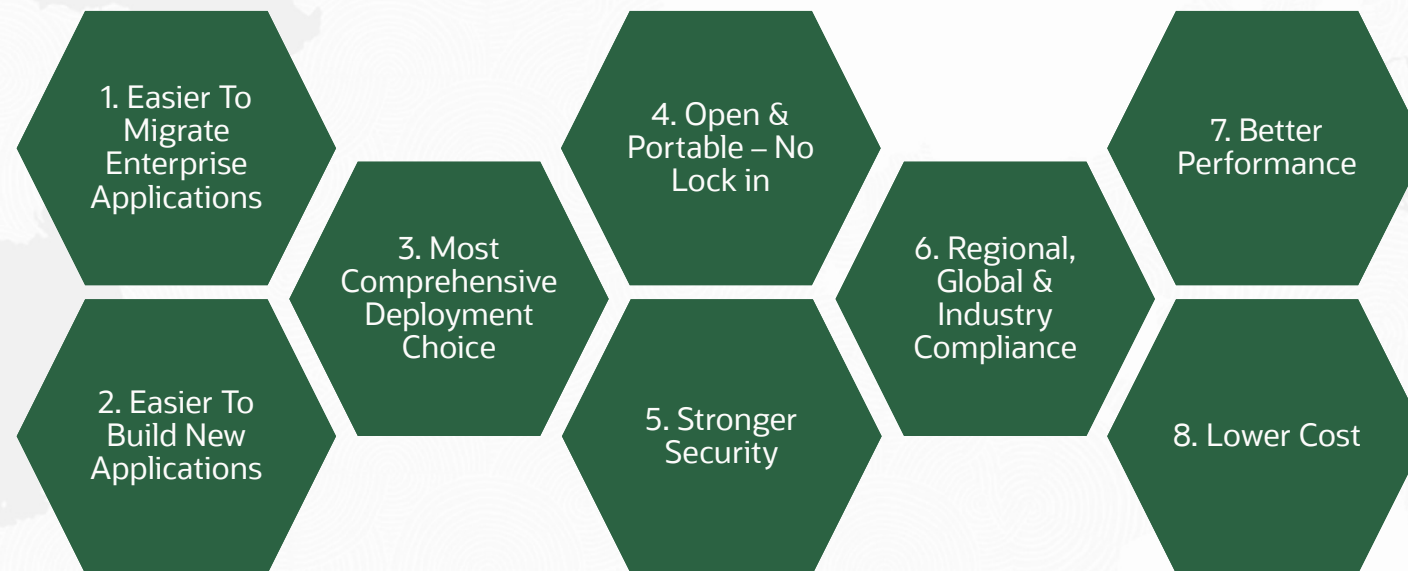 1. Easier To
Migrate
Enterprise
Applications
2. Easier To
Build New
Applications
3. Most
Comprehensive
Deployment
Choice
4. Open &
Portable – No
Lock in
5. Stronger
Security
6. Regional,
Global &
Industry
Compliance
7. Better
Performance
8. Lower Cost